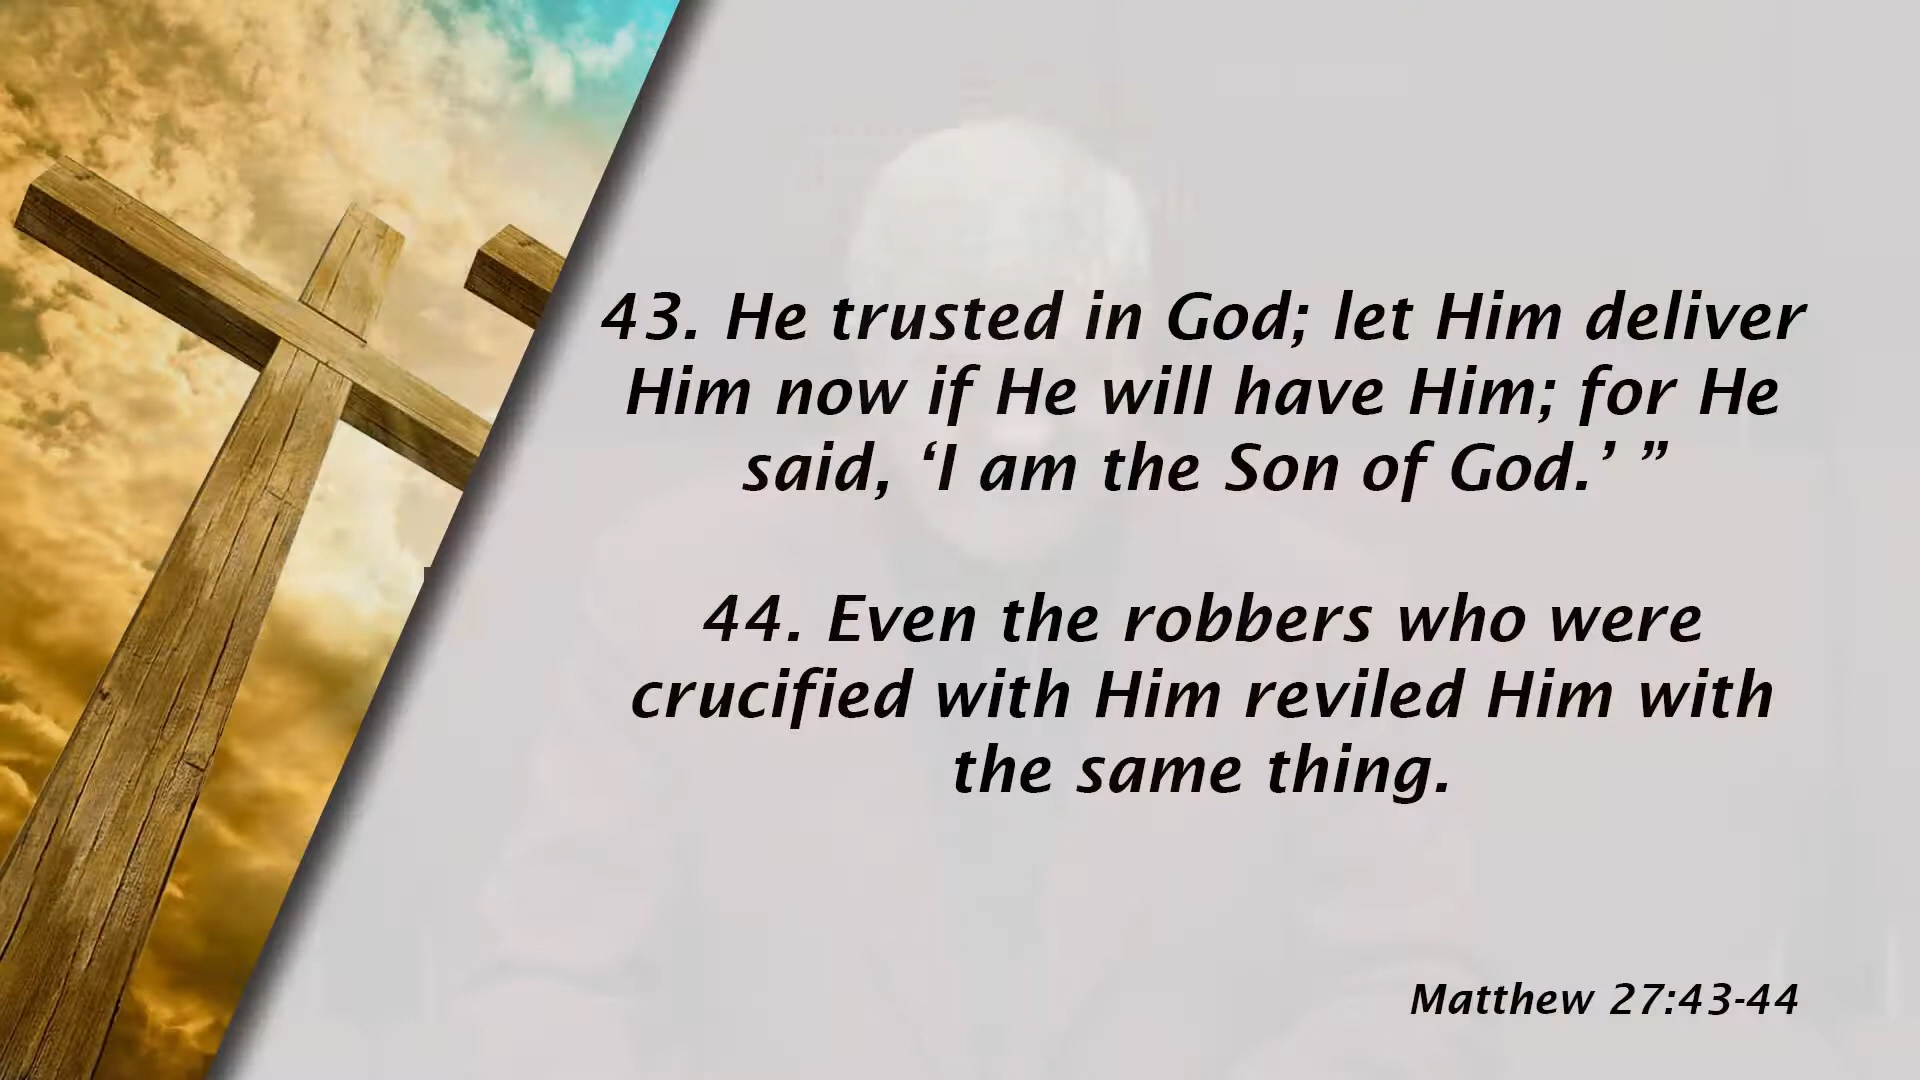 43. He trusted in God; let Him deliver
Him now if He will have Him; for He
said, ‘I am the Son of God.’ ”
44. Even the robbers who were
crucified with Him reviled Him with
the same thing.
Matthew 27:43-44